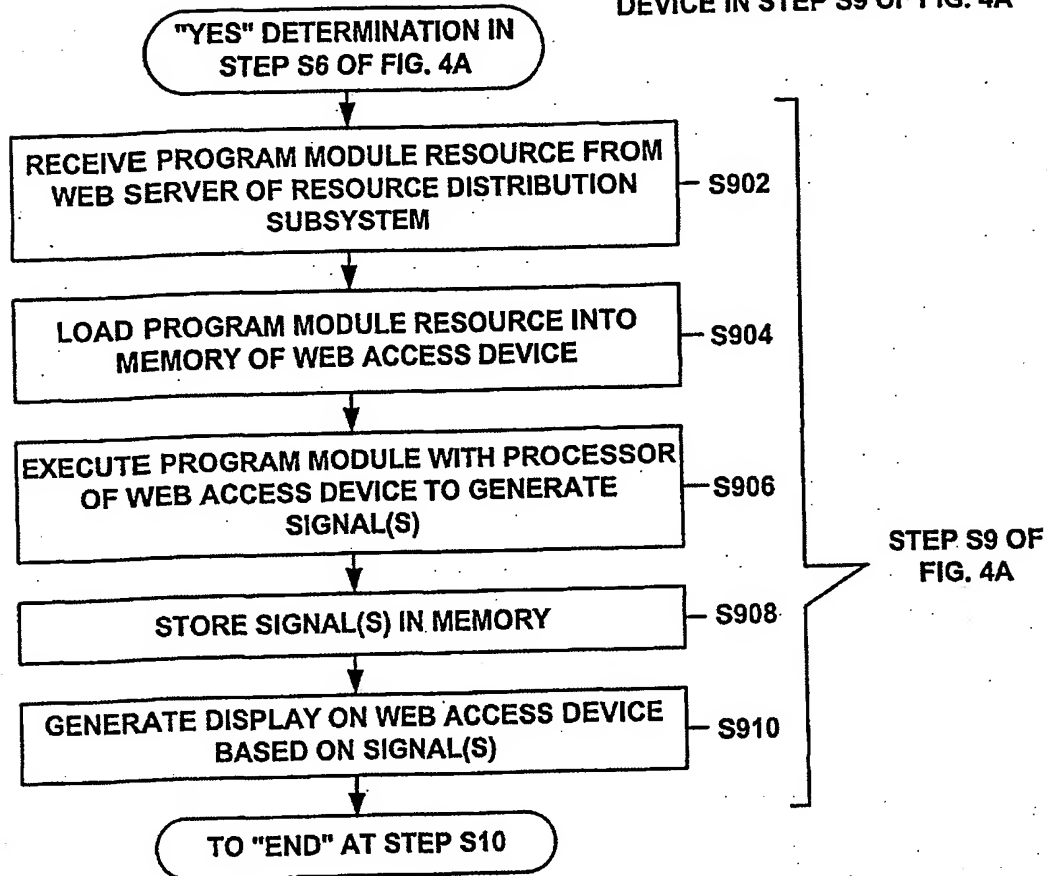 DEVICE IN STEP S9 OF FIG. 4A
"YES" DETERMINATION IN
STEP S6 OF FIG. 4A
RECEIVE PROGRAM MODULE RESOURCE FROM
WEB SERVER OF RESOURCE DISTRIBUTION
SUBSYSTEM
S902
LOAD PROGRAM MODULE RESOURCE INTO
MEMORY OF WEB ACCESS DEVICE
S904
EXECUTE PROGRAM MODULE WITH PROCESSOR
OF WEB ACCESS DEVICE TO GENERATE
SIGNAL(S)
S906
STEP S9 OF
FIG. 4A
STORE SIGNAL(S) IN MEMORY
S908
GENERATE DISPLAY ON WEB ACCESS DEVICE
BASED ON SIGNAL(S)
S910
TO "END" AT STEP S10